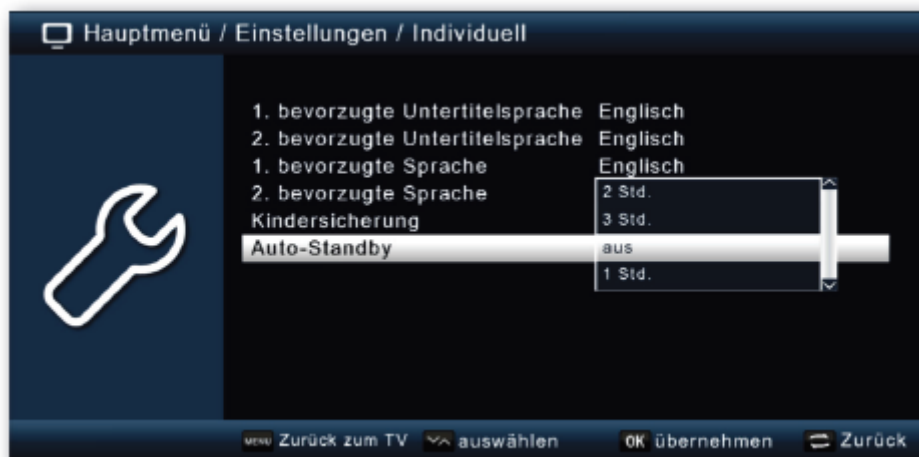 Hauptmenü / Einstellungen / Individuell
1. bevorzugte Untertitelsprache Englisch
2. bevorzugte Untertitelsprache Englisch
1. bevorzugte Sprache Englisch
2. bevorzugte Sprache 2 Std.
Kindersicherung 3 Std.
Auto-Standby aus
1 Std.
MENU Zurück zum TV auswählen OK übernehmen Zurück